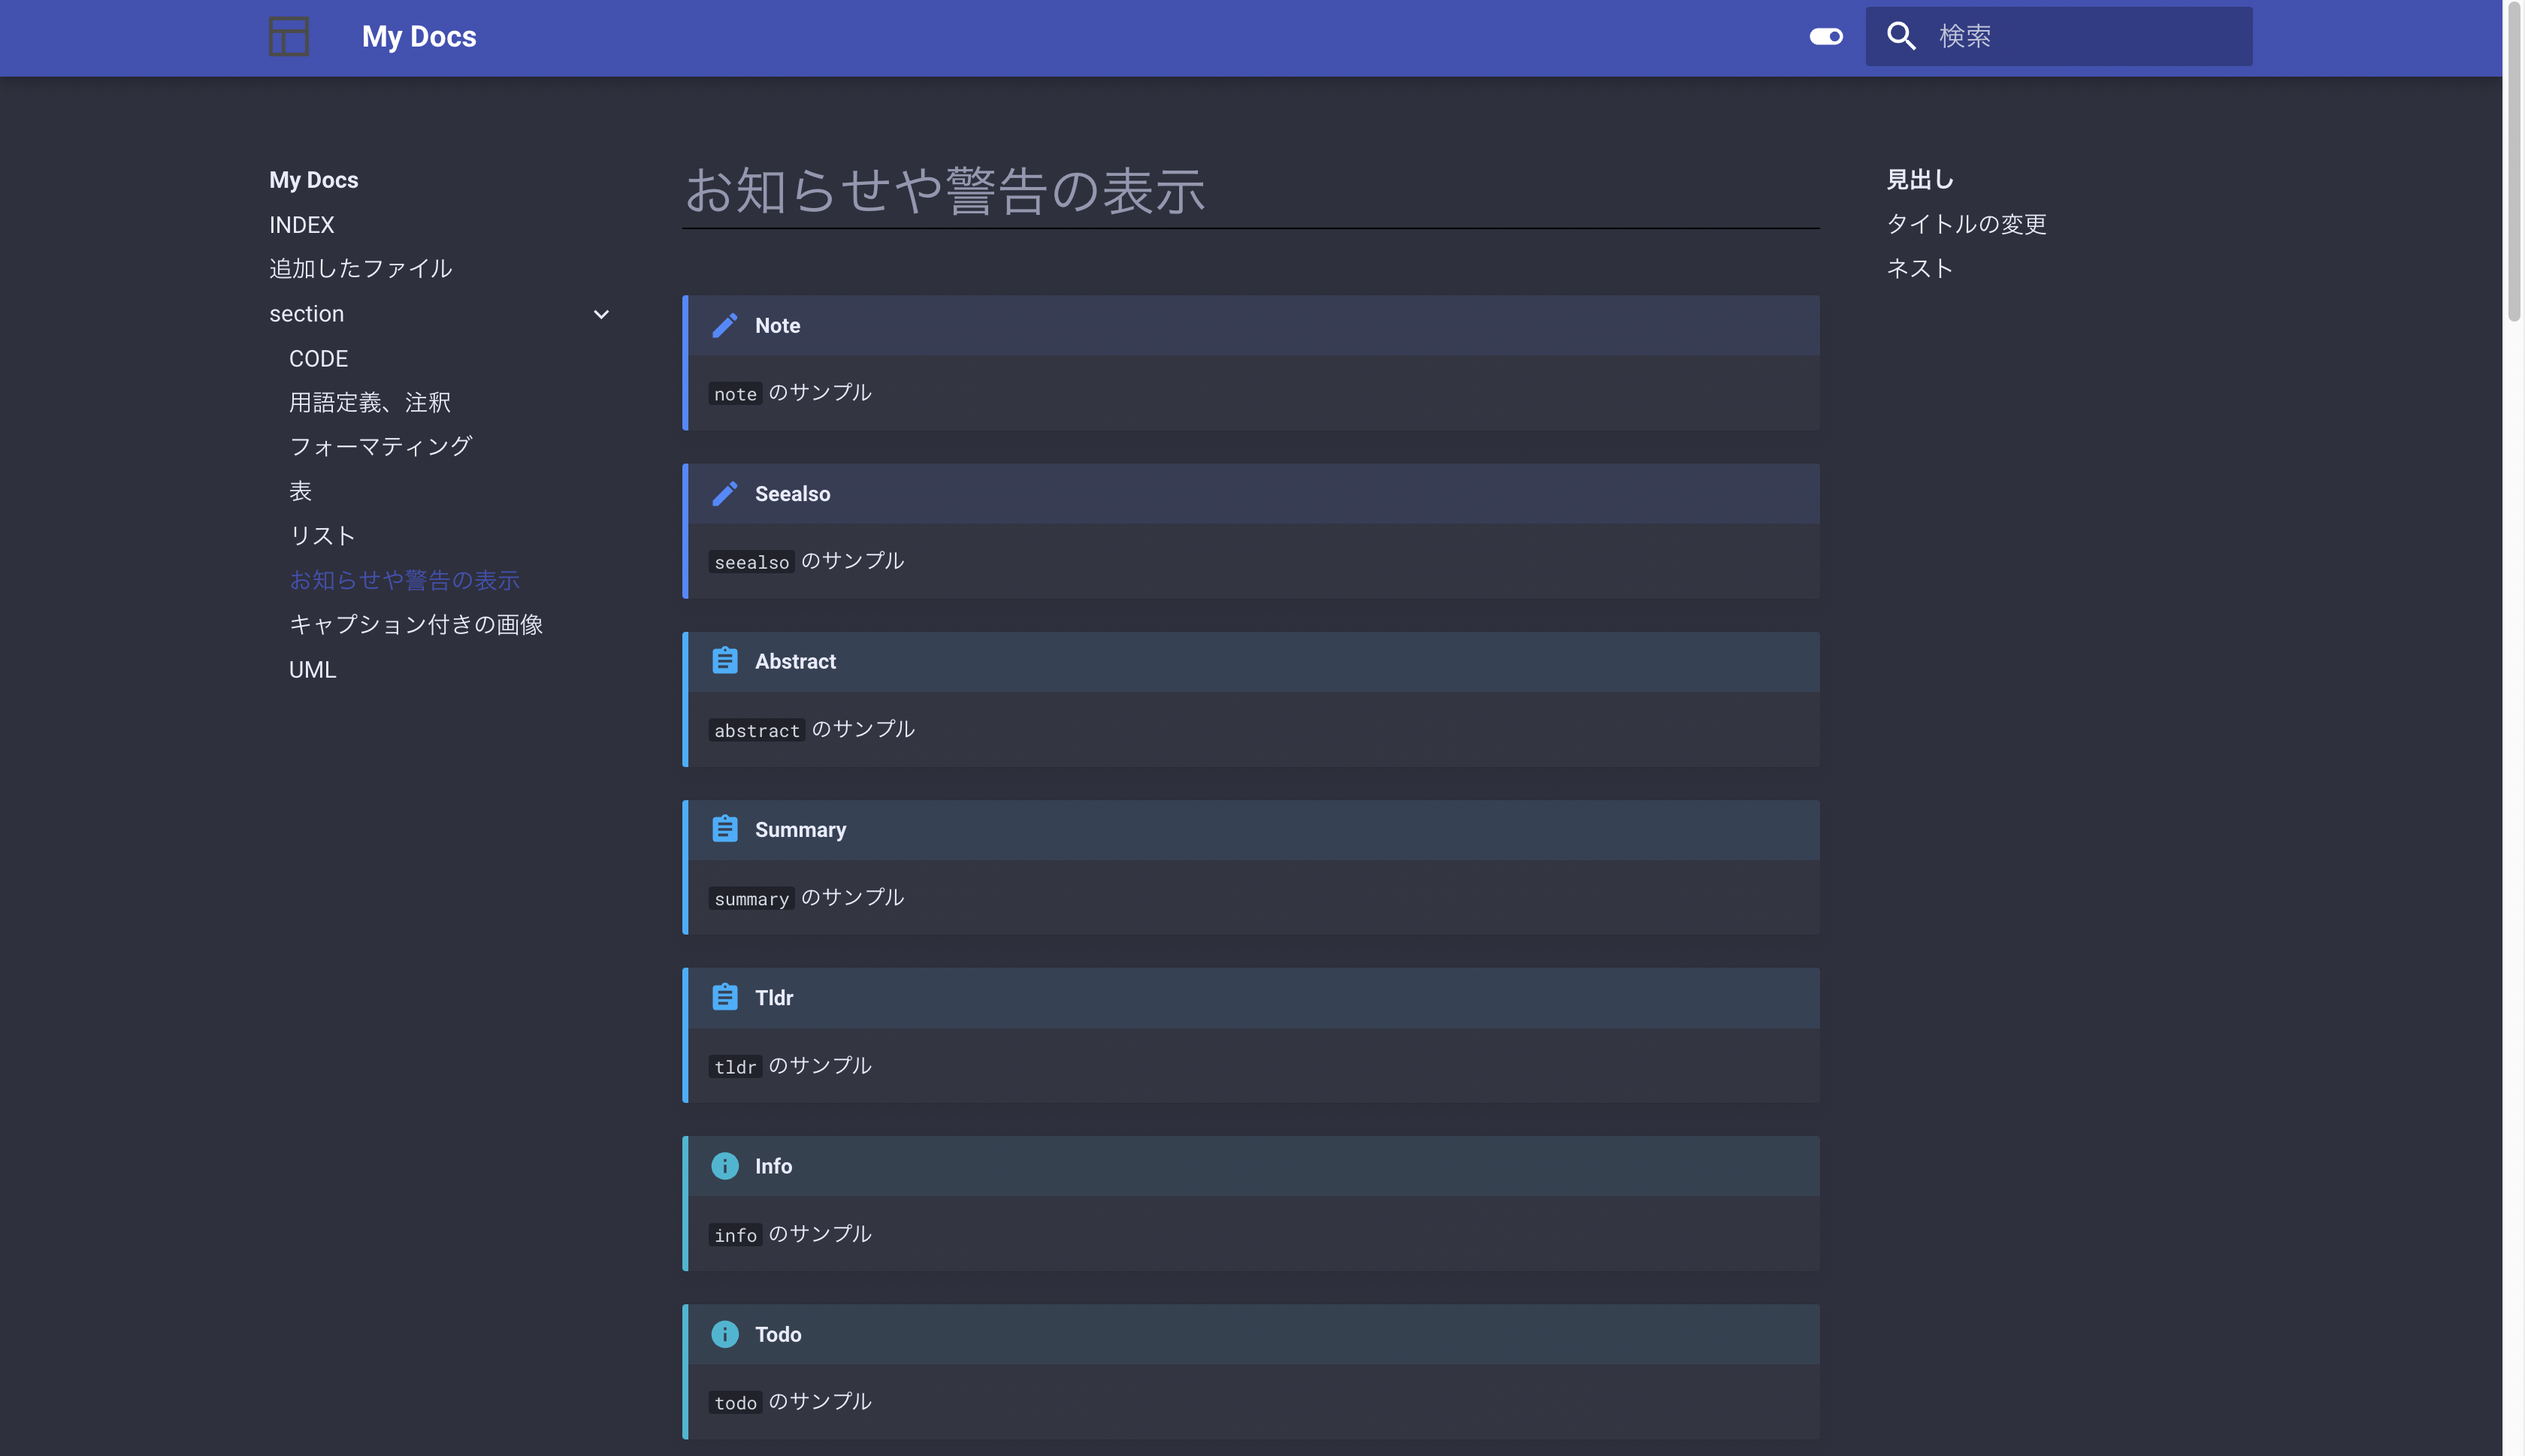 My Docs
検索
My Docs
INDEX
追加したファイル
section
CODE
用語定義、注釈
フォーマティング
表
リスト
お知らせや警告の表示
キャプション付きの画像
UML
お知らせや警告の表示
Note
note のサンプル
Seealso
seealso のサンプル
Abstract
abstract のサンプル
Summary
summary のサンプル
Tldr
tldr のサンプル
Info
info のサンプル
Todo
todo のサンプル
見出し
タイトルの変更
ネスト